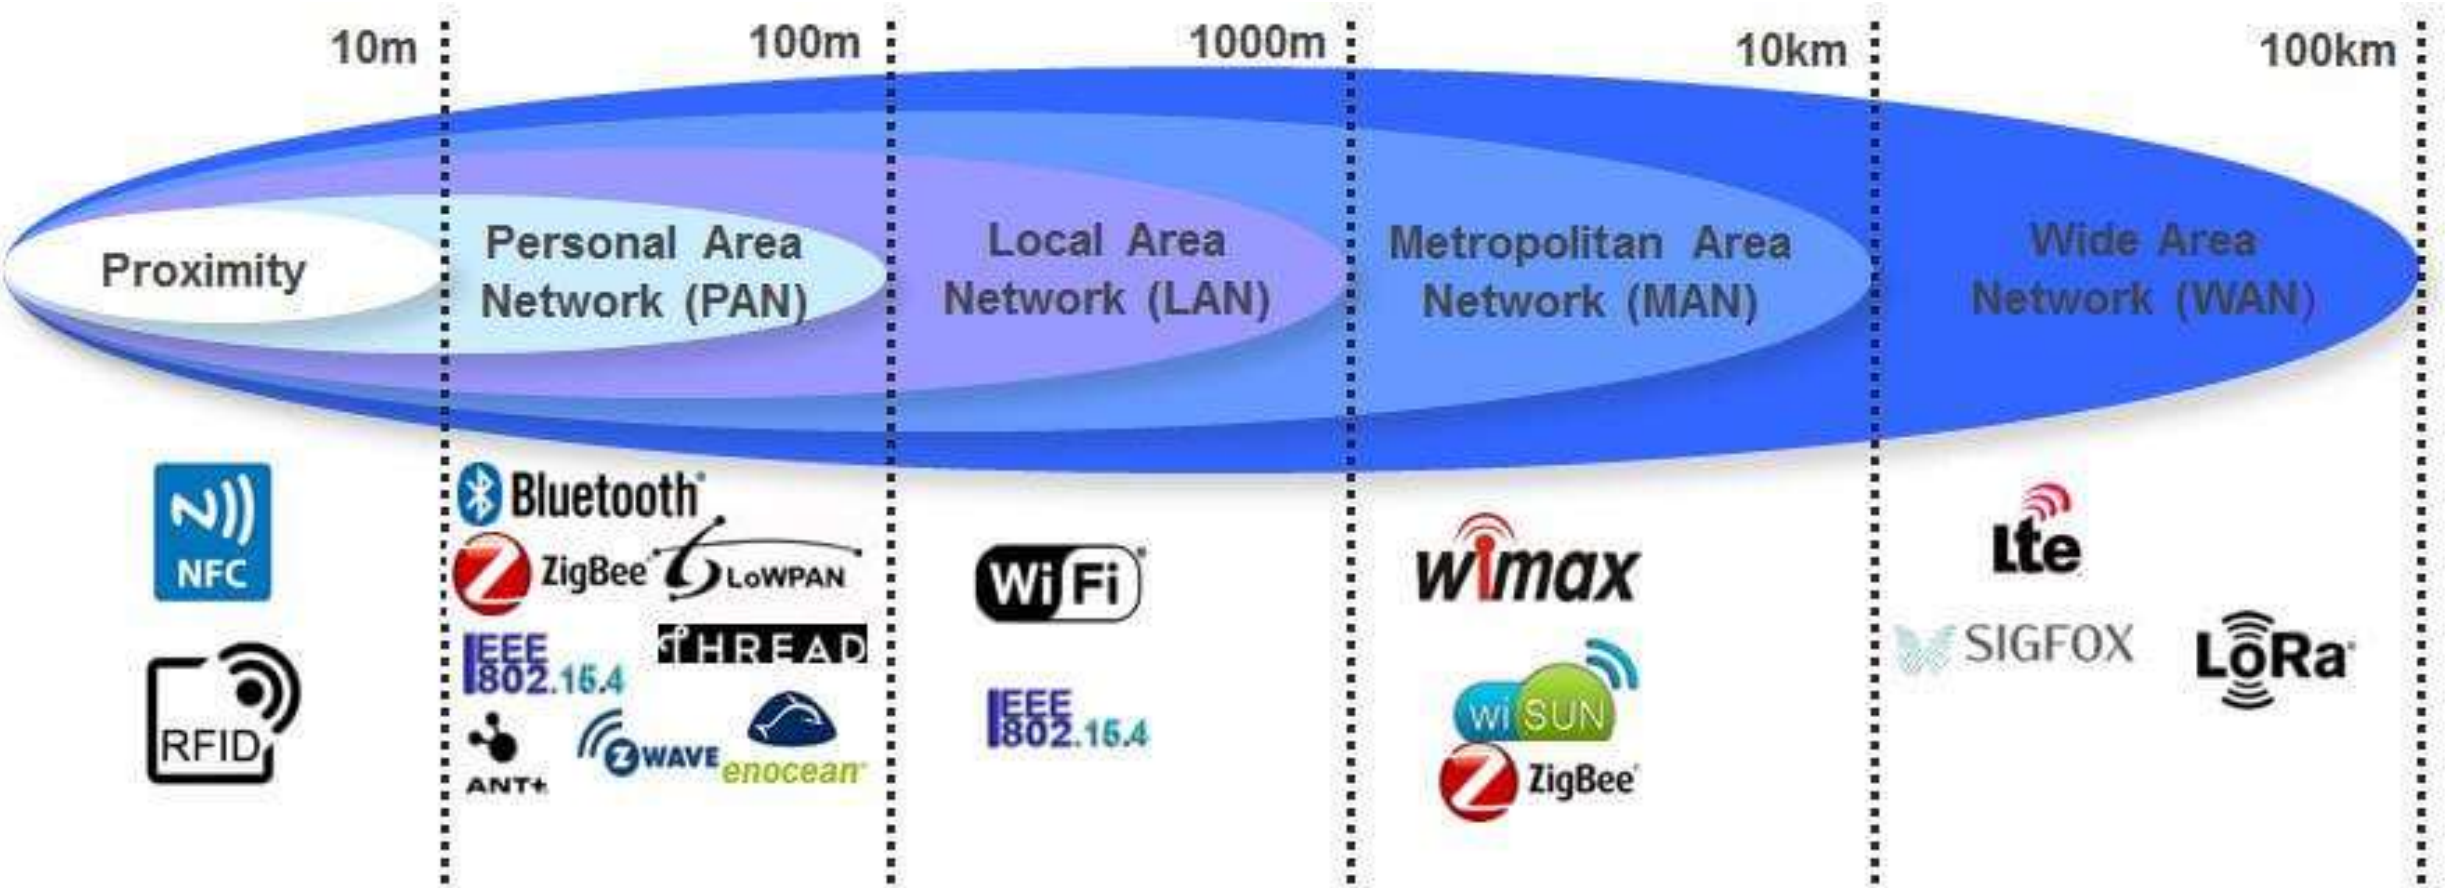 10m
100m
1000m
10km
100km
Proximity
Personal Area
Network (PAN)
Local Area
Network (LAN)
Metropolitan Area
Network (MAN)
Wide Area
Network (WAN)
NFC
RFID
Bluetooth
ZigBee
6LoWPAN
IEEE
802.15.4
THREAD
ANT+
Z WAVE
enocean
Wi Fi
IEEE
802.15.4
wimax
wi SUN
ZigBee
Lte
SIGFOX
LoRa